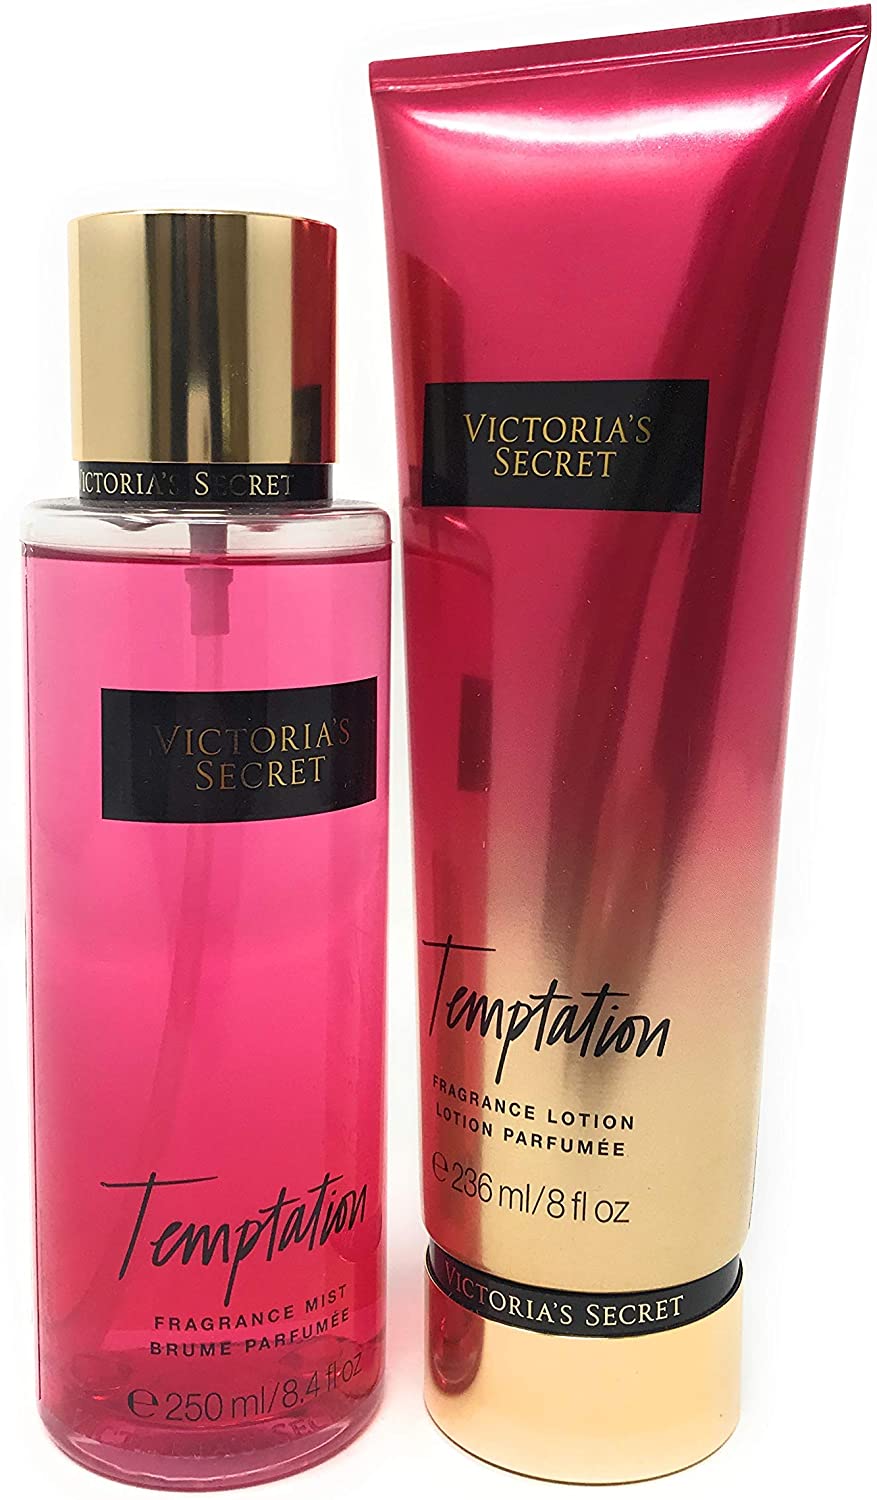 VICTORIA'S SECRET
VICTORIA'S
SECRET
Temptation
FRAGRANCE MIST
BRUME PARFUMÉE
℮250 ml/8.4 fl oz
VICTORIA'S
SECRET
Temptation
FRAGRANCE LOTION
LOTION PARFUMÉE
℮236 ml/8 fl oz
VICTORIA'S SECRET